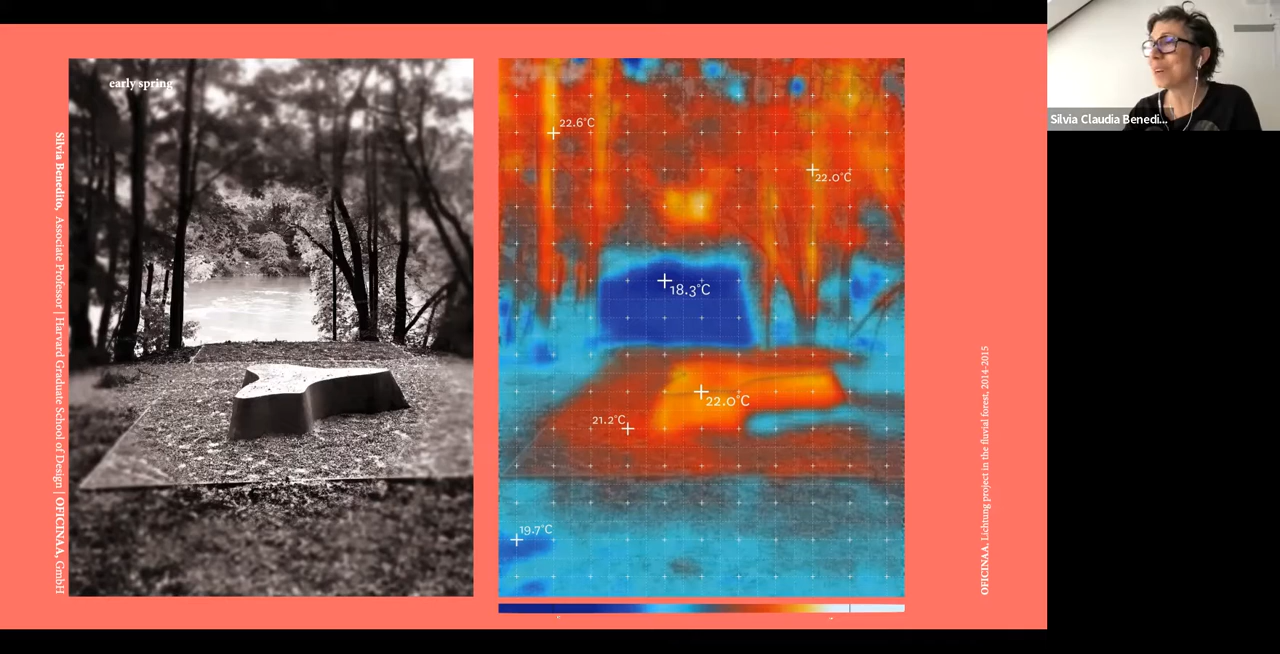 early spring
Silvia Benedito, Associate Professor | Harvard Graduate School of Design | OFICINAA, GmbH
22.6°C
22.0°C
18.3°C
22.0°C
21.2°C
19.7°C
OFICINAA. Lichtung project in the fluvial forest, 2014-2015
Silvia Claudia Benedi...